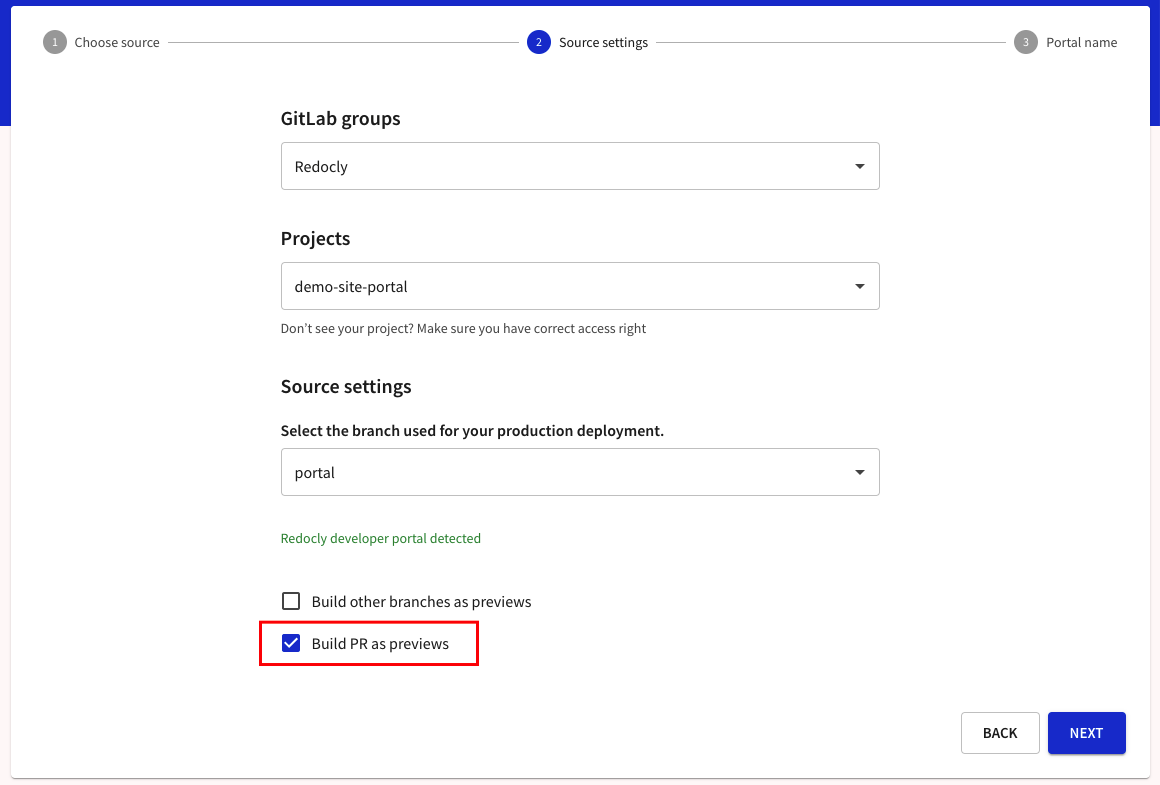 1 Choose source 2 Source settings 3 Portal name
GitLab groups
Redocly
Projects
demo-site-portal
Don’t see your project? Make sure you have correct access right
Source settings
Select the branch used for your production deployment.
portal
Redocly developer portal detected
Build other branches as previews
Build PR as previews
BACK NEXT